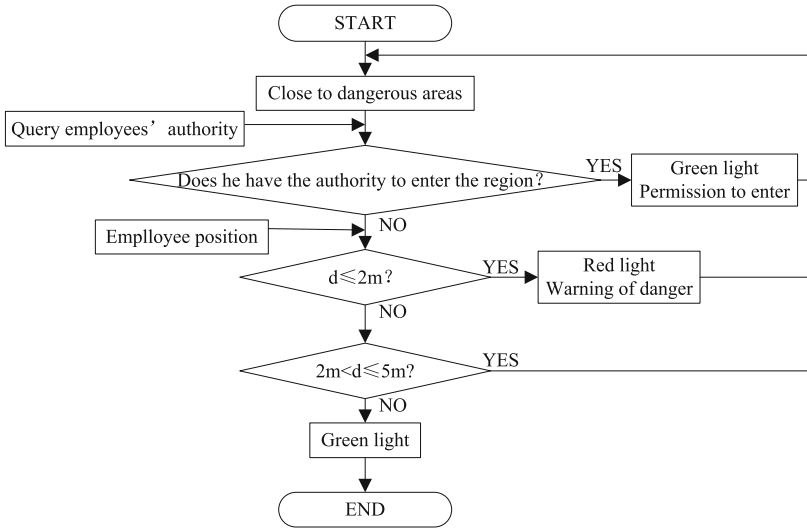 START
Close to dangerous areas
Query employees’ authority
Does he have the authority to enter the region?
YES
Green light
Permission to enter
NO
Emplloyee position
d≤2m?
YES
Red light
Warning of danger
NO
2m<d≤5m?
YES
NO
Green light
END